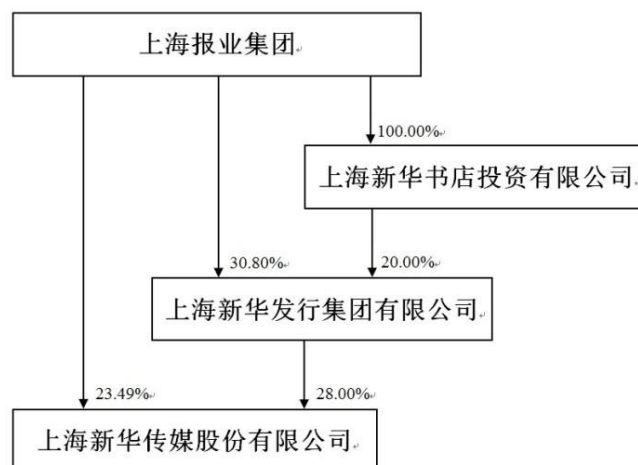 上海报业集团
100.00%
上海新华书店投资有限公司
30.80%
20.00%
上海新华发行集团有限公司
23.49%
28.00%
上海新华传媒股份有限公司